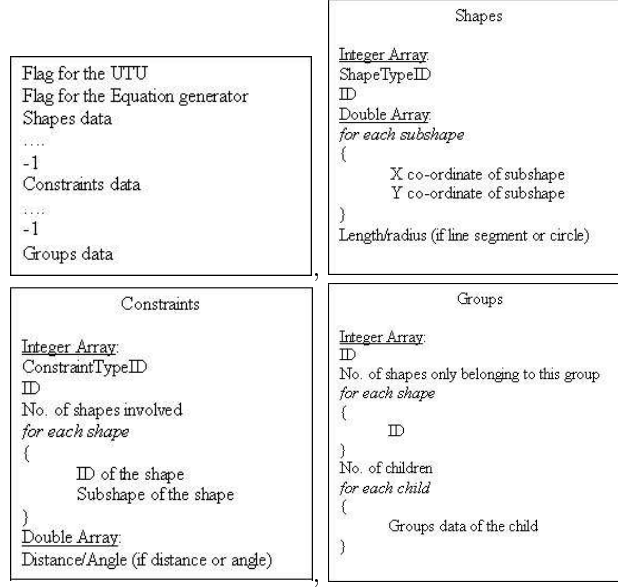 Flag for the UTU
Flag for the Equation generator
Shapes data
....
-1
Constraints data
....
-1
Groups data
,
Shapes
Integer Array:
ShapeTypeID
ID
Double Array:
for each subshape
{
X co-ordinate of subshape
Y co-ordinate of subshape
}
Length/radius (if line segment or circle)
Constraints
Integer Array:
ConstraintTypeID
ID
No. of shapes involved
for each shape
{
ID of the shape
Subshape of the shape
}
Double Array:
Distance/Angle (if distance or angle)
,
Groups
Integer Array:
ID
No. of shapes only belonging to this group
for each shape
{
ID
}
No. of children
for each child
{
Groups data of the child
}